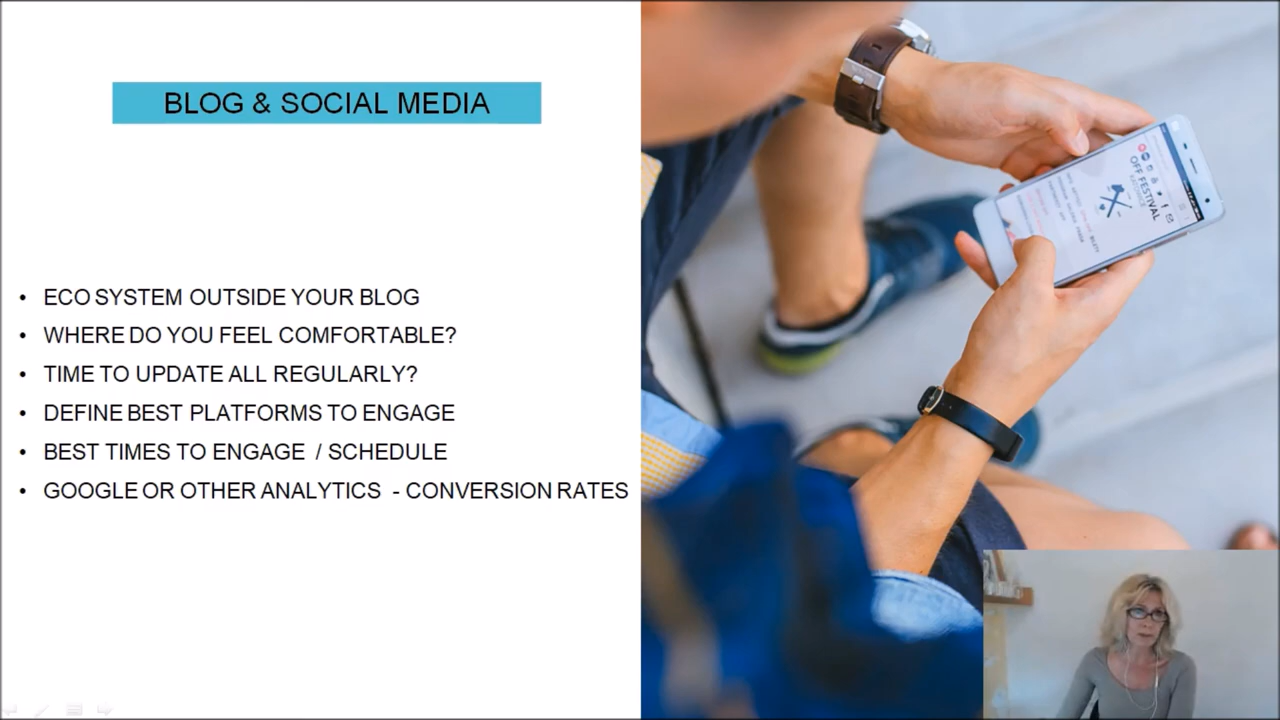 BLOG & SOCIAL MEDIA
• ECO SYSTEM OUTSIDE YOUR BLOG
• WHERE DO YOU FEEL COMFORTABLE?
• TIME TO UPDATE ALL REGULARLY?
• DEFINE BEST PLATFORMS TO ENGAGE
• BEST TIMES TO ENGAGE / SCHEDULE
• GOOGLE OR OTHER ANALYTICS - CONVERSION RATES
OFF FESTIVAL